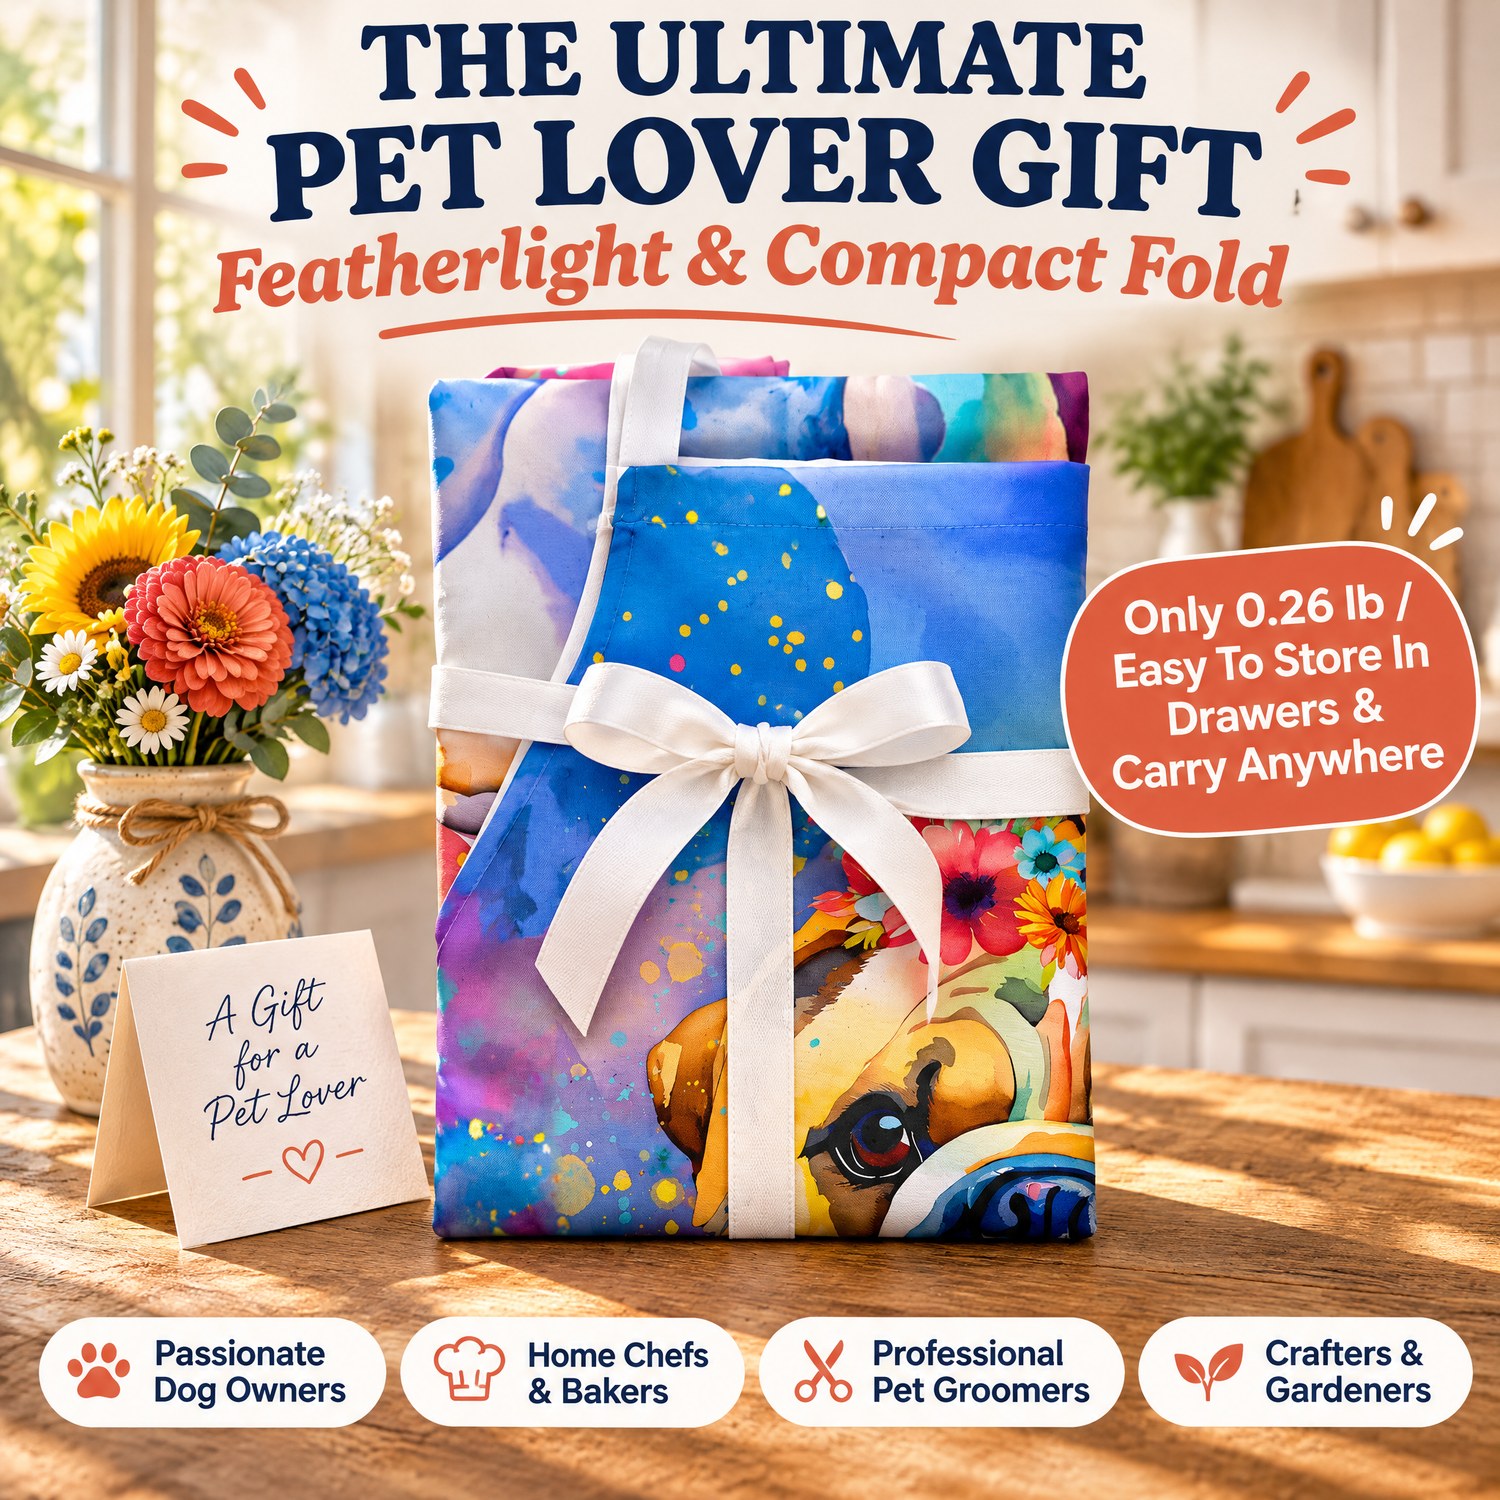 THE ULTIMATE
PET LOVER GIFT
Featherlight & Compact Fold
Only 0.26 lb /
Easy To Store In
Drawers &
Carry Anywhere
A Gift
for a
Pet Lover
Passionate
Dog Owners
Home Chefs
& Bakers
Professional
Pet Groomers
Crafters &
Gardeners